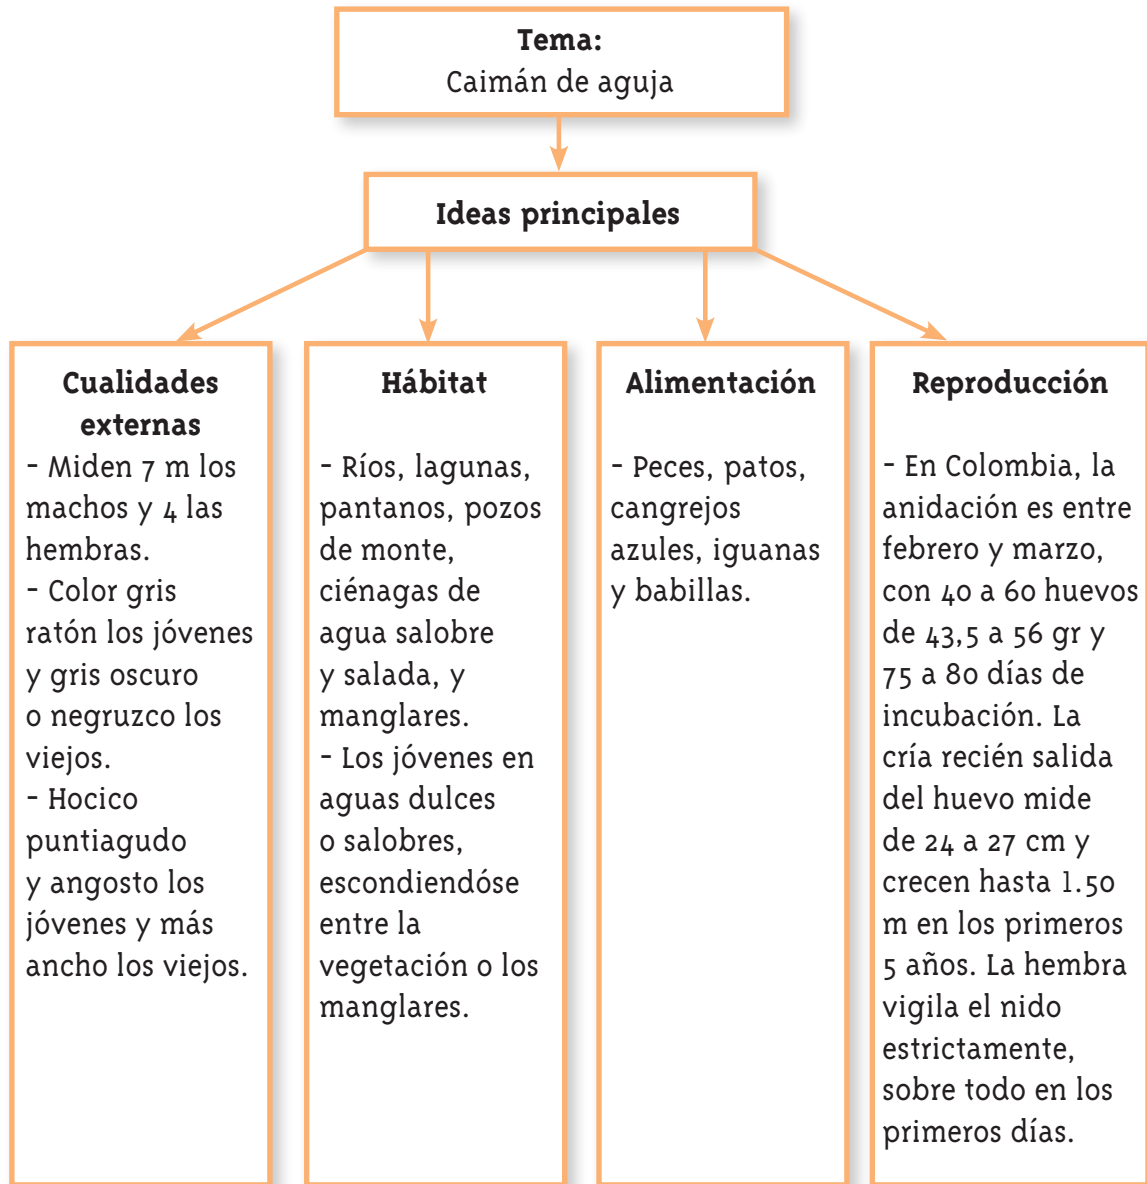 Tema:
Caimán de aguja
Ideas principales
Cualidades
externas
- Miden 7 m los
machos y 4 las
hembras.
- Color gris
ratón los jóvenes
y gris oscuro
o negruzco los
viejos.
- Hocico
puntiagudo
y angosto los
jóvenes y más
ancho los viejos.
Hábitat
- Ríos, lagunas,
pantanos, pozos
de monte,
ciénagas de
agua salobre
y salada, y
manglares.
- Los jóvenes en
aguas dulces
o salobres,
escondiendóse
entre la
vegetación o los
manglares.
Alimentación
- Peces, patos,
cangrejos
azules, iguanas
y babillas.
Reproducción
- En Colombia, la
anidación es entre
febrero y marzo,
con 40 a 60 huevos
de 43,5 a 56 gr y
75 a 80 días de
incubación. La
cría recién salida
del huevo mide
de 24 a 27 cm y
crecen hasta 1.50
m en los primeros
5 años. La hembra
vigila el nido
estrictamente,
sobre todo en los
primeros días.